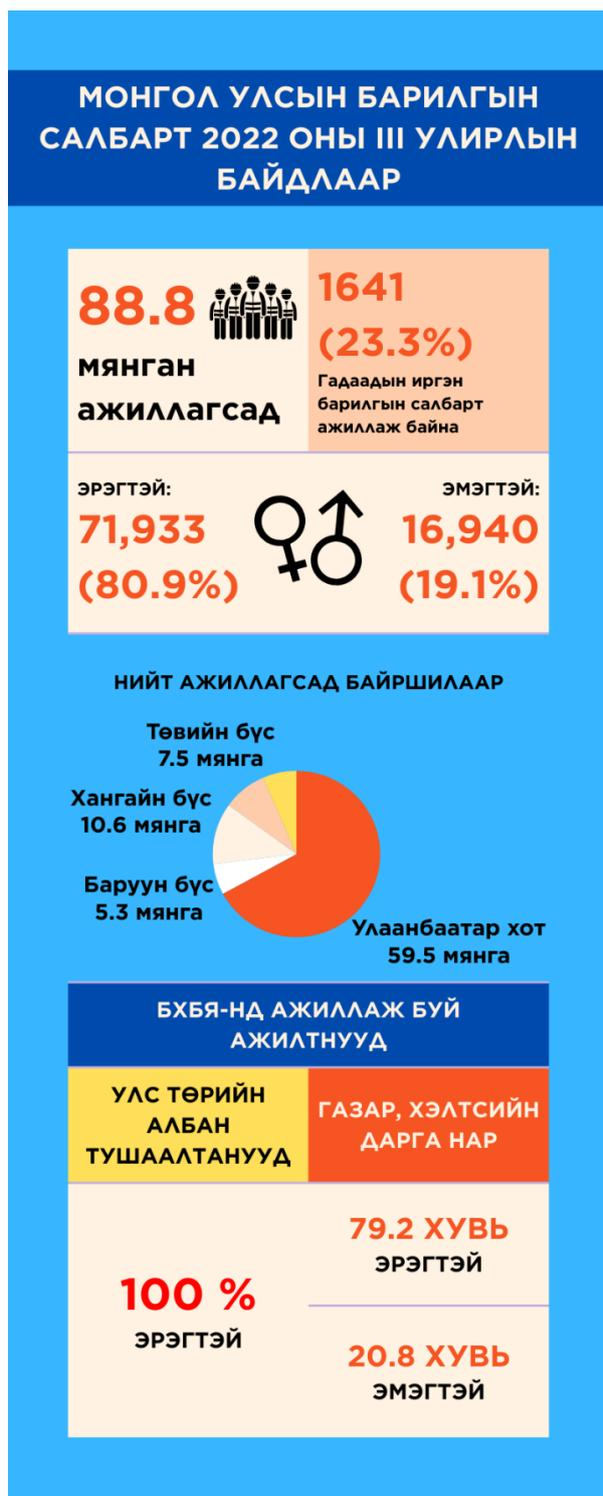 МОНГОЛ УЛСЫН БАРИЛГЫН
САЛБАРТ 2022 ОНЫ III УЛИРЛЫН
БАЙДЛААР
88.8
мянган
ажиллагсад
1641
(23.3%)
Гадаадын иргэн
барилгын салбарт
ажиллаж байна
ЭРЭГТЭЙ:
71,933
(80.9%)
ЭМЭГТЭЙ:
16,940
(19.1%)
НИЙТ АЖИЛЛАГСАД БАЙРШИЛААР
Төвийн бүс
7.5 мянга
Хангайн бүс
10.6 мянга
Баруун бүс
5.3 мянга
Улаанбаатар хот
59.5 мянга
БХБЯ-НД АЖИЛЛАЖ БУЙ
АЖИЛТНУУД
УЛС ТӨРИЙН
АЛБАН
ТУШААЛТАНУУД
ГАЗАР, ХЭЛТСИЙН
ДАРГА НАР
100 %
ЭРЭГТЭЙ
79.2 ХУВЬ
ЭРЭГТЭЙ
20.8 ХУВЬ
ЭМЭГТЭЙ